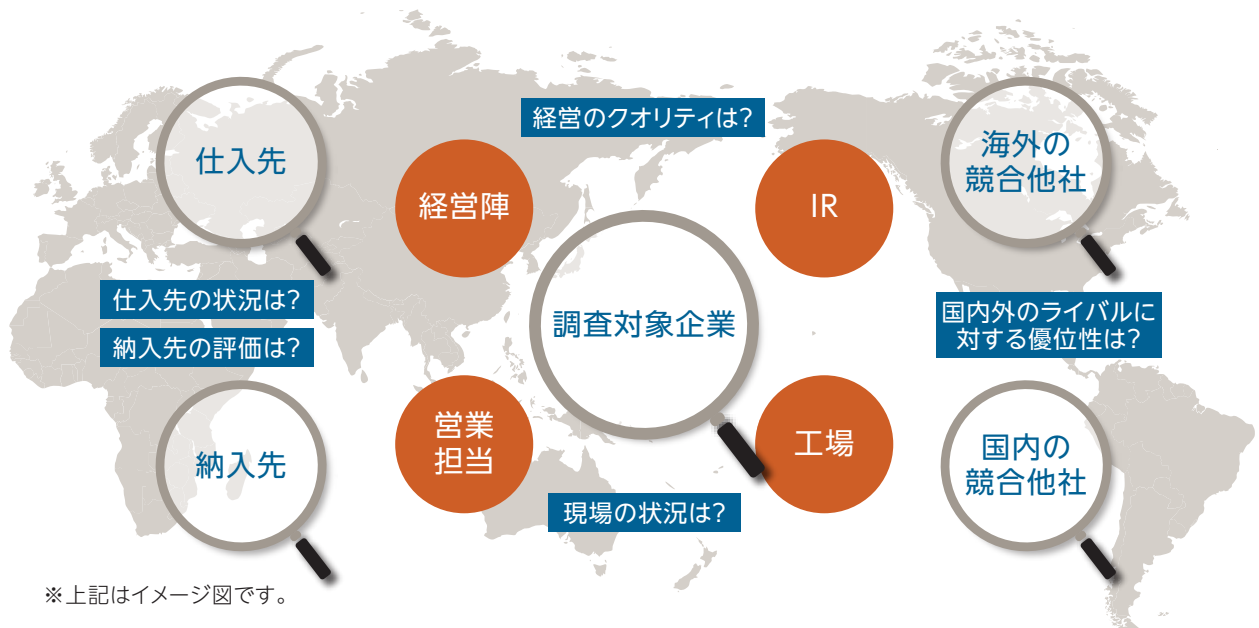 仕入先
仕入先の状況は?
納入先の評価は?
納入先
経営のクオリティは?
経営陣
IR
調査対象企業
営業
担当
工場
現場の状況は?
海外の
競合他社
国内外のライバルに
対する優位性は?
国内の
競合他社
※上記はイメージ図です。